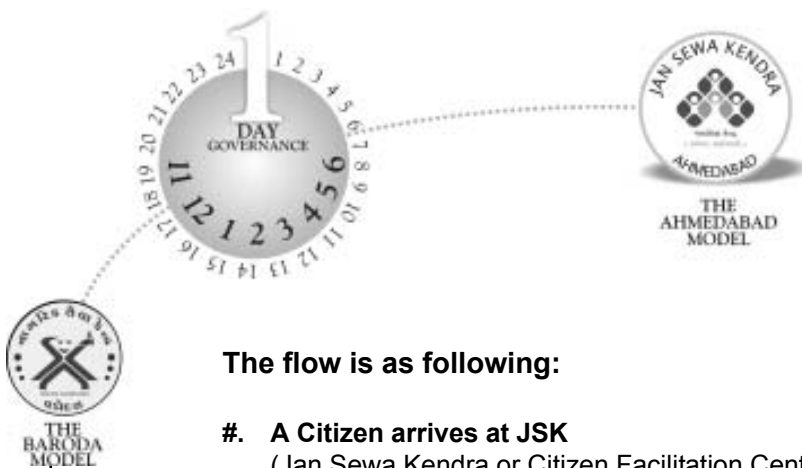 1
DAY
GOVERNANCE
1 2 3 4 5 6 7 8 9 10 11 12 13 14 15 16 17 18 19 20 21 22 23 24
11 12 1 2 3 4 5 6
JAN SEWA KENDRA
AHMEDABAD
THE
AHMEDABAD
MODEL
THE
BARODA
MODEL
The flow is as following:
#. A Citizen arrives at JSK
(Jan Sewa Kendra or Citizen Facilitation Cent